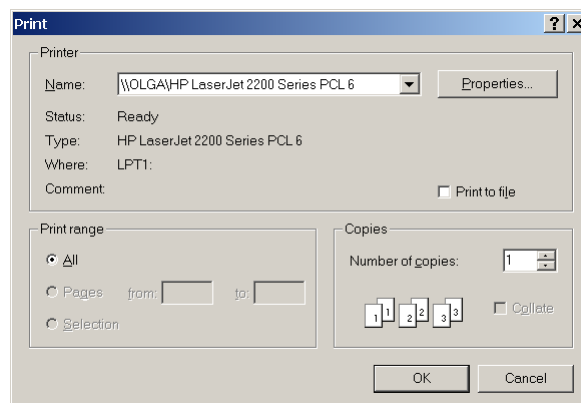 Print
Printer
Name: \\OLGA\HP LaserJet 2200 Series PCL 6 Properties...
Status: Ready
Type: HP LaserJet 2200 Series PCL 6
Where: LPT1:
Comment: Print to file
Print range
All
Pages from: to:
Selection
Copies
Number of copies: 1
1 1 2 2 3 3 Collate
OK Cancel